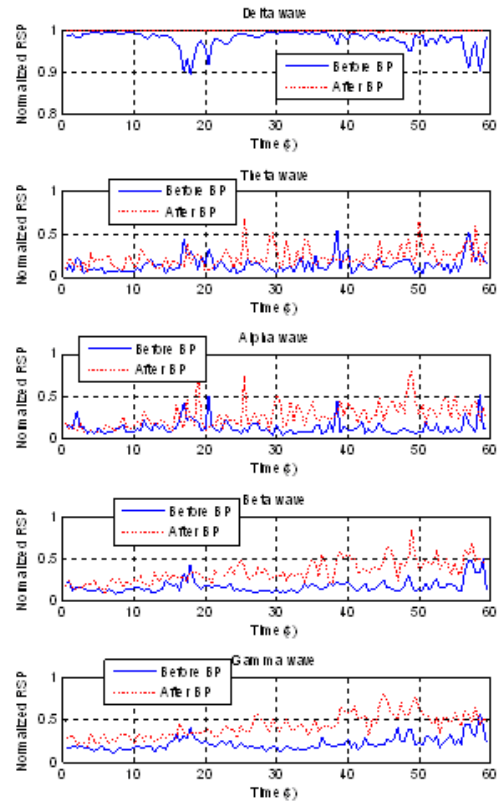 Delta wave
Normalized RSP
1
0.9
0.8
Before BP
After BP
0 10 20 30 40 50 60
Time (s)
Theta wave
Normalized RSP
1
0.5
0
Before BP
After BP
0 10 20 30 40 50 60
Time (s)
Alpha wave
Normalized RSP
1
0.5
0
Before BP
After BP
0 10 20 30 40 50 60
Time (s)
Beta wave
Normalized RSP
1
0.5
0
Before BP
After BP
0 10 20 30 40 50 60
Time (s)
Gamma wave
Normalized RSP
1
0.5
0
Before BP
After BP
0 10 20 30 40 50 60
Time (s)